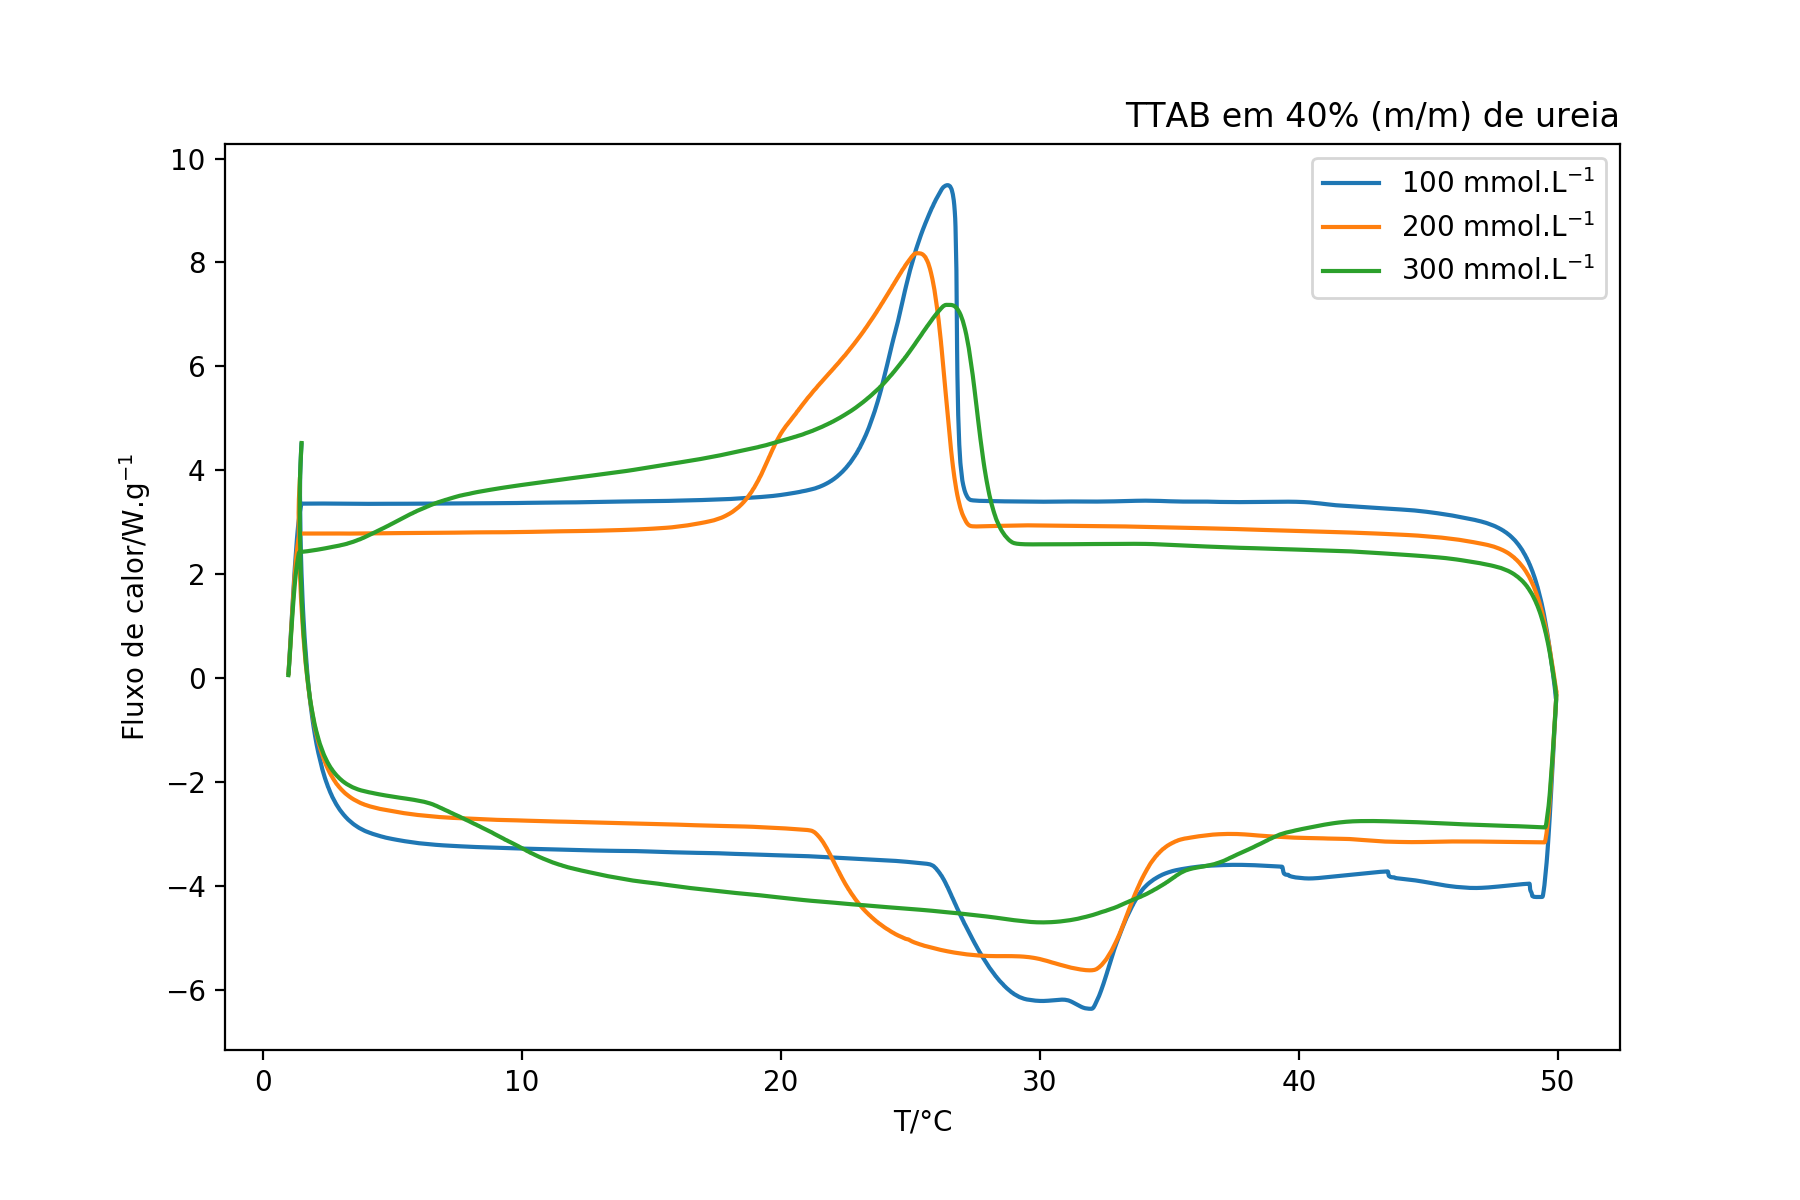 TTAB em 40% (m/m) de ureia
100 mmol.L⁻¹
200 mmol.L⁻¹
300 mmol.L⁻¹
Fluxo de calor/W.g⁻¹
10
8
6
4
2
0
−2
−4
−6
0 10 20 30 40 50
T/°C